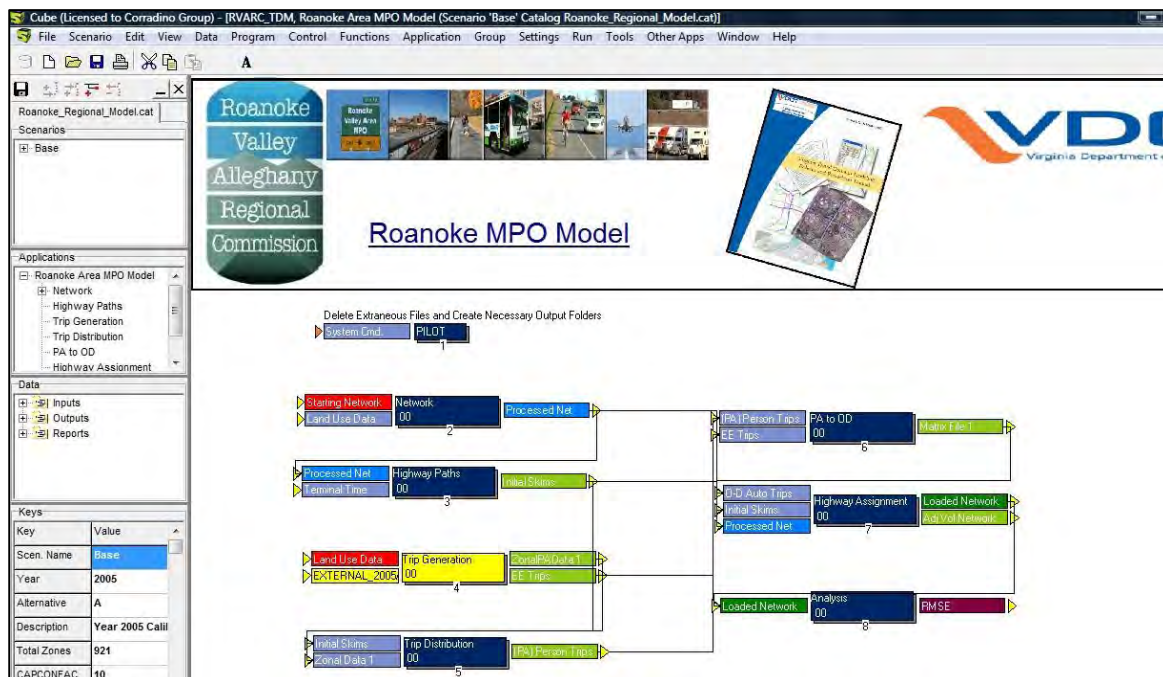 Cube (Licensed to Corradino Group) - [RVARC_TDM, Roanoke Area MPO Model (Scenario 'Base' Catalog Roanoke_Regional_Model.cat)]
File Scenario Edit View Data Program Control Functions Application Group Settings Run Tools Other Apps Window Help
A
Roanoke_Regional_Model.cat
Scenarios
Base
Applications
Roanoke Area MPO Model
Network
Highway Paths
Trip Generation
Trip Distribution
PA to OD
Highway Assignment
Data
Inputs
Outputs
Reports
Keys
Key Value
Scen. Name Base
Year 2005
Alternative A
Description Year 2005 Cali
Total Zones 921
CAPCONFAC 10
Roanoke
Valley
Alleghany
Regional
Commission
Roanoke
Valley Area
MPO
VDO
Virginia Department
Roanoke MPO Model
Delete Extraneous Files and Create Necessary Output Folders
System Cmd. PILOT
1
Starting Network Network Processed Net
Land Use Data 00
2
Processed Net Highway Paths Initial Skims
Terminal Time 00
3
Land Use Data Trip Generation ZonalPAData 1
EXTERNAL_2005 00 EE Trips
4
Initial Skims Trip Distribution [PA]Person Trips
Zonal Data 1 00
5
[PA]Person Trips PA to OD Matrix File 1
EE Trips 00
6
O-D Auto Trips Highway Assignment Loaded Network
Initial Skims 00 Adj Vol Network
Processed Net
7
Loaded Network Analysis RMSE
00
8